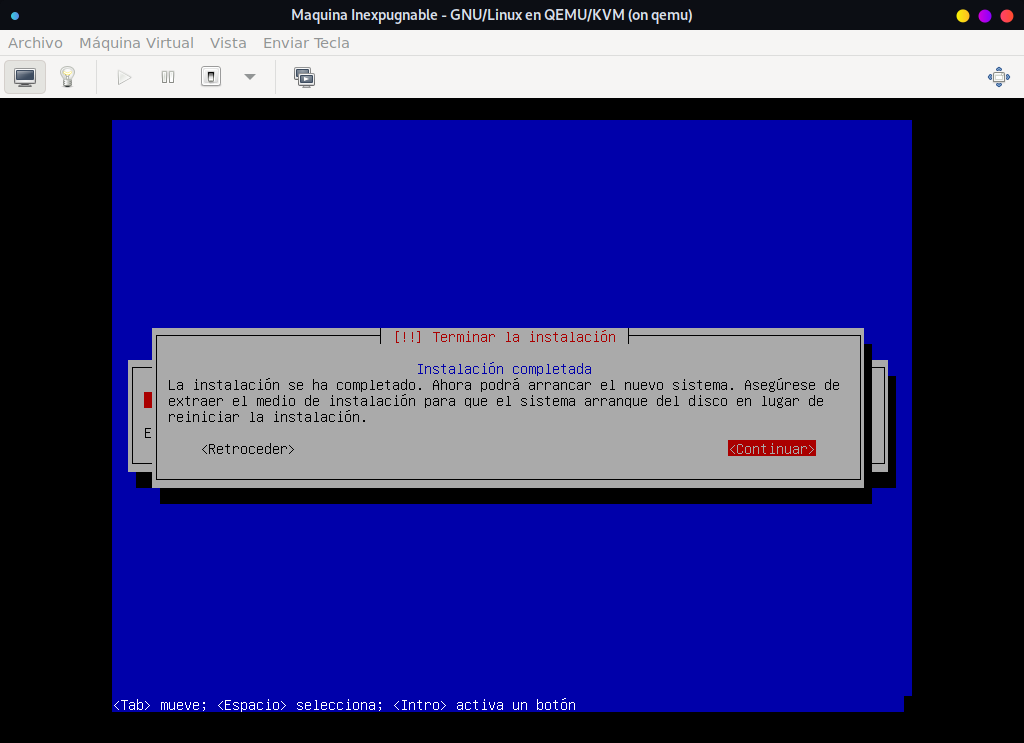 Maquina Inexpugnable - GNU/Linux en QEMU/KVM (on qemu)
Archivo Máquina Virtual Vista Enviar Tecla
[!!] Terminar la instalación
Instalación completada
La instalación se ha completado. Ahora podrá arrancar el nuevo sistema. Asegúrese de
extraer el medio de instalación para que el sistema arranque del disco en lugar de
reiniciar la instalación.
E
<Retroceder> <Continuar>
<Tab> mueve; <Espacio> selecciona; <Intro> activa un botón